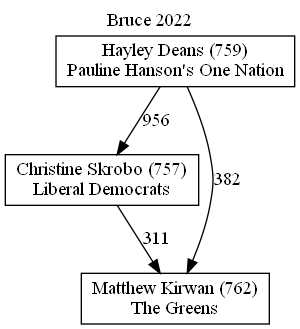 Bruce 2022
Hayley Deans (759)
Pauline Hanson's One Nation
956
Christine Skrobo (757)
Liberal Democrats
382
311
Matthew Kirwan (762)
The Greens